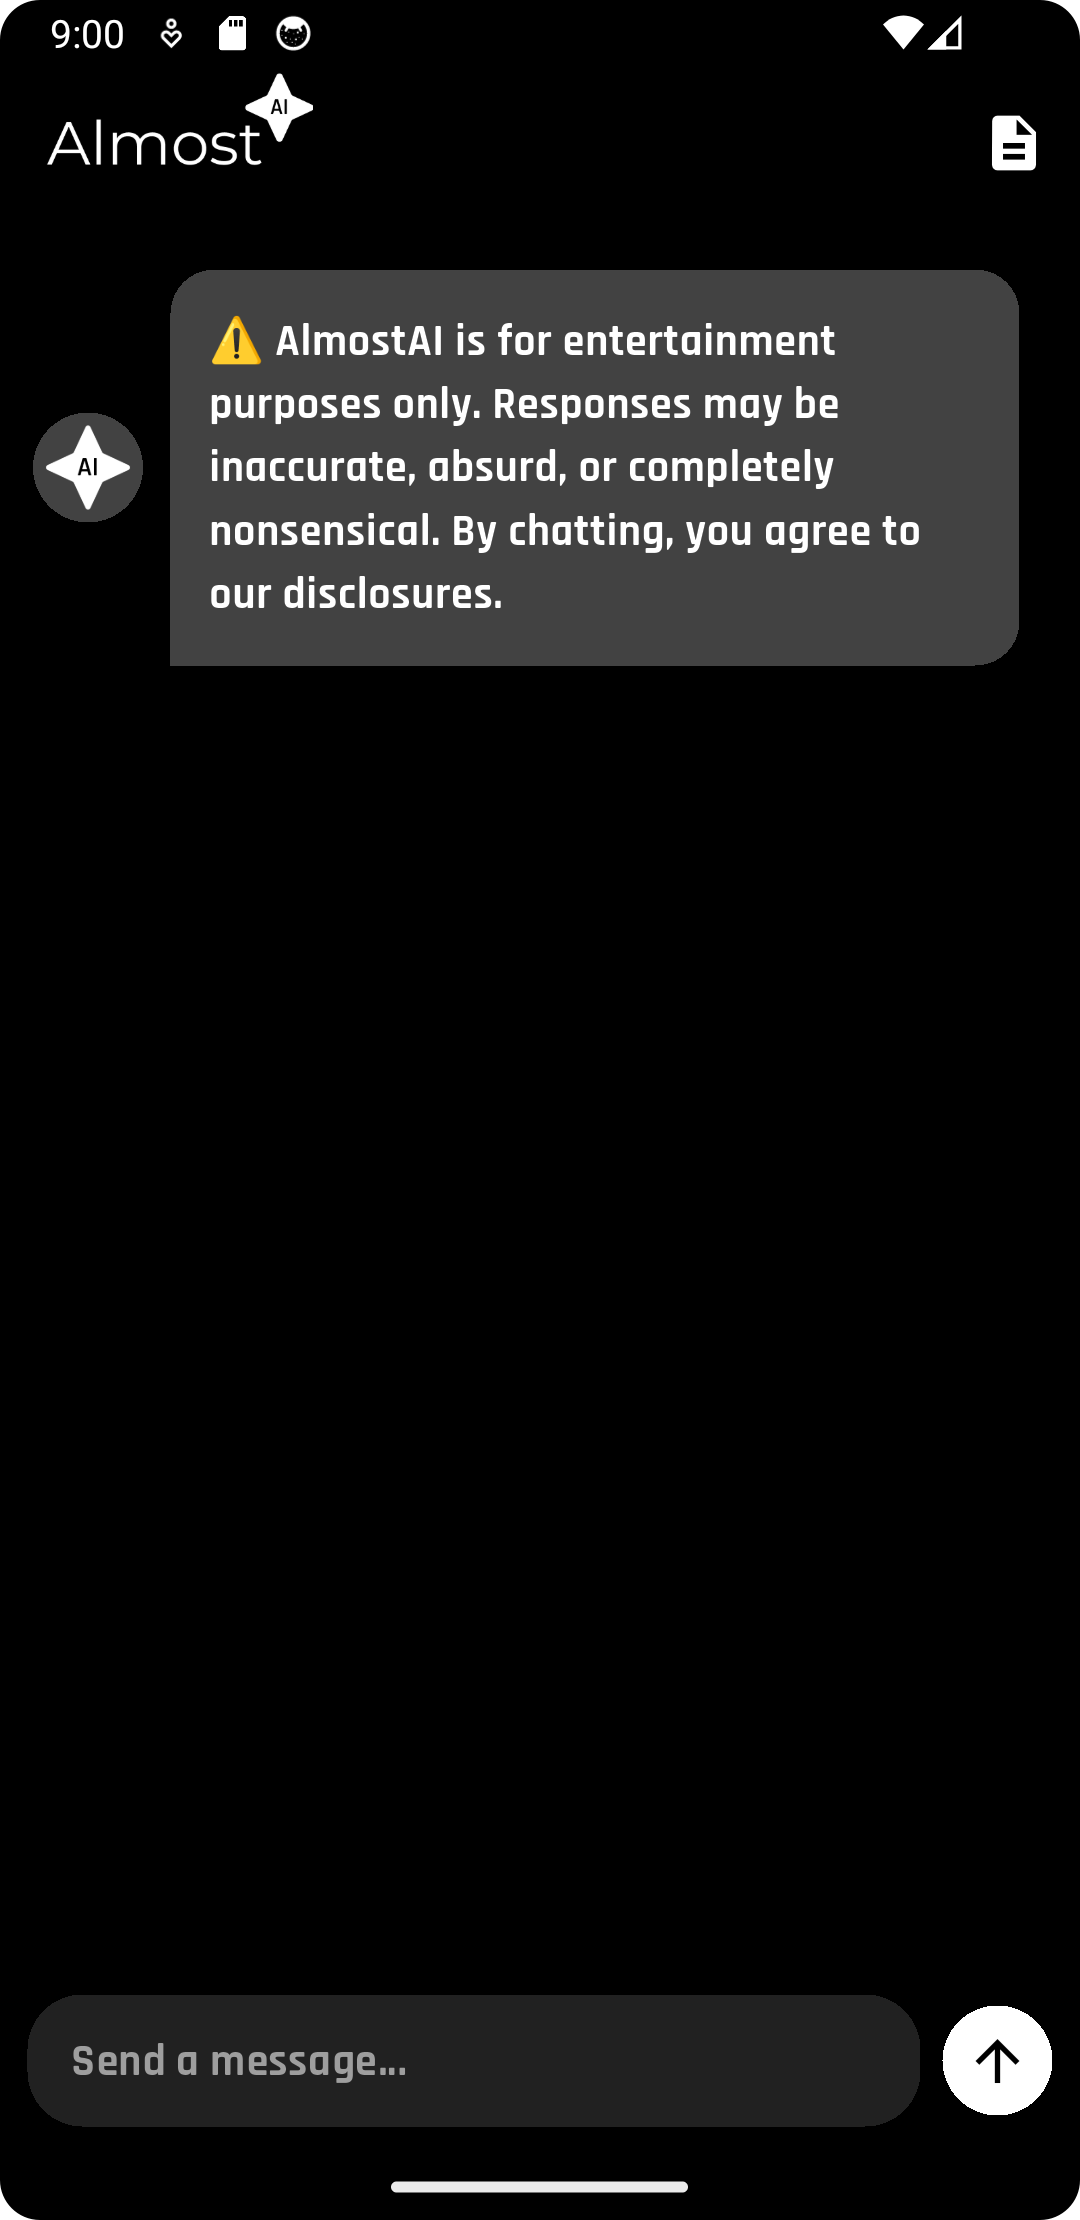 9:00
Almost AI
⚠️ AlmostAI is for entertainment
purposes only. Responses may be
inaccurate, absurd, or completely
nonsensical. By chatting, you agree to
our disclosures.
AI
Send a message...